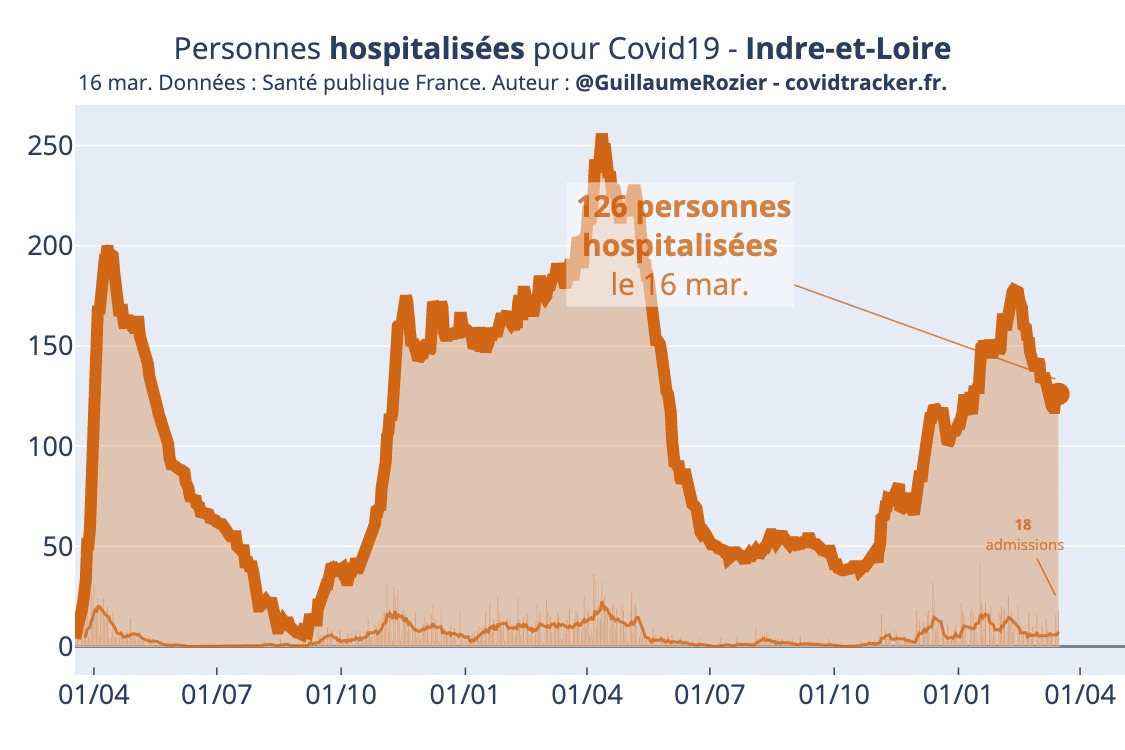 Personnes hospitalisées pour Covid19 - Indre-et-Loire
16 mar. Données : Santé publique France. Auteur : @GuillaumeRozier - covidtracker.fr.
250
200
150
100
50
0
126 personnes
hospitalisées
le 16 mar.
18
admissions
01/04 01/07 01/10 01/01 01/04 01/07 01/10 01/01 01/04